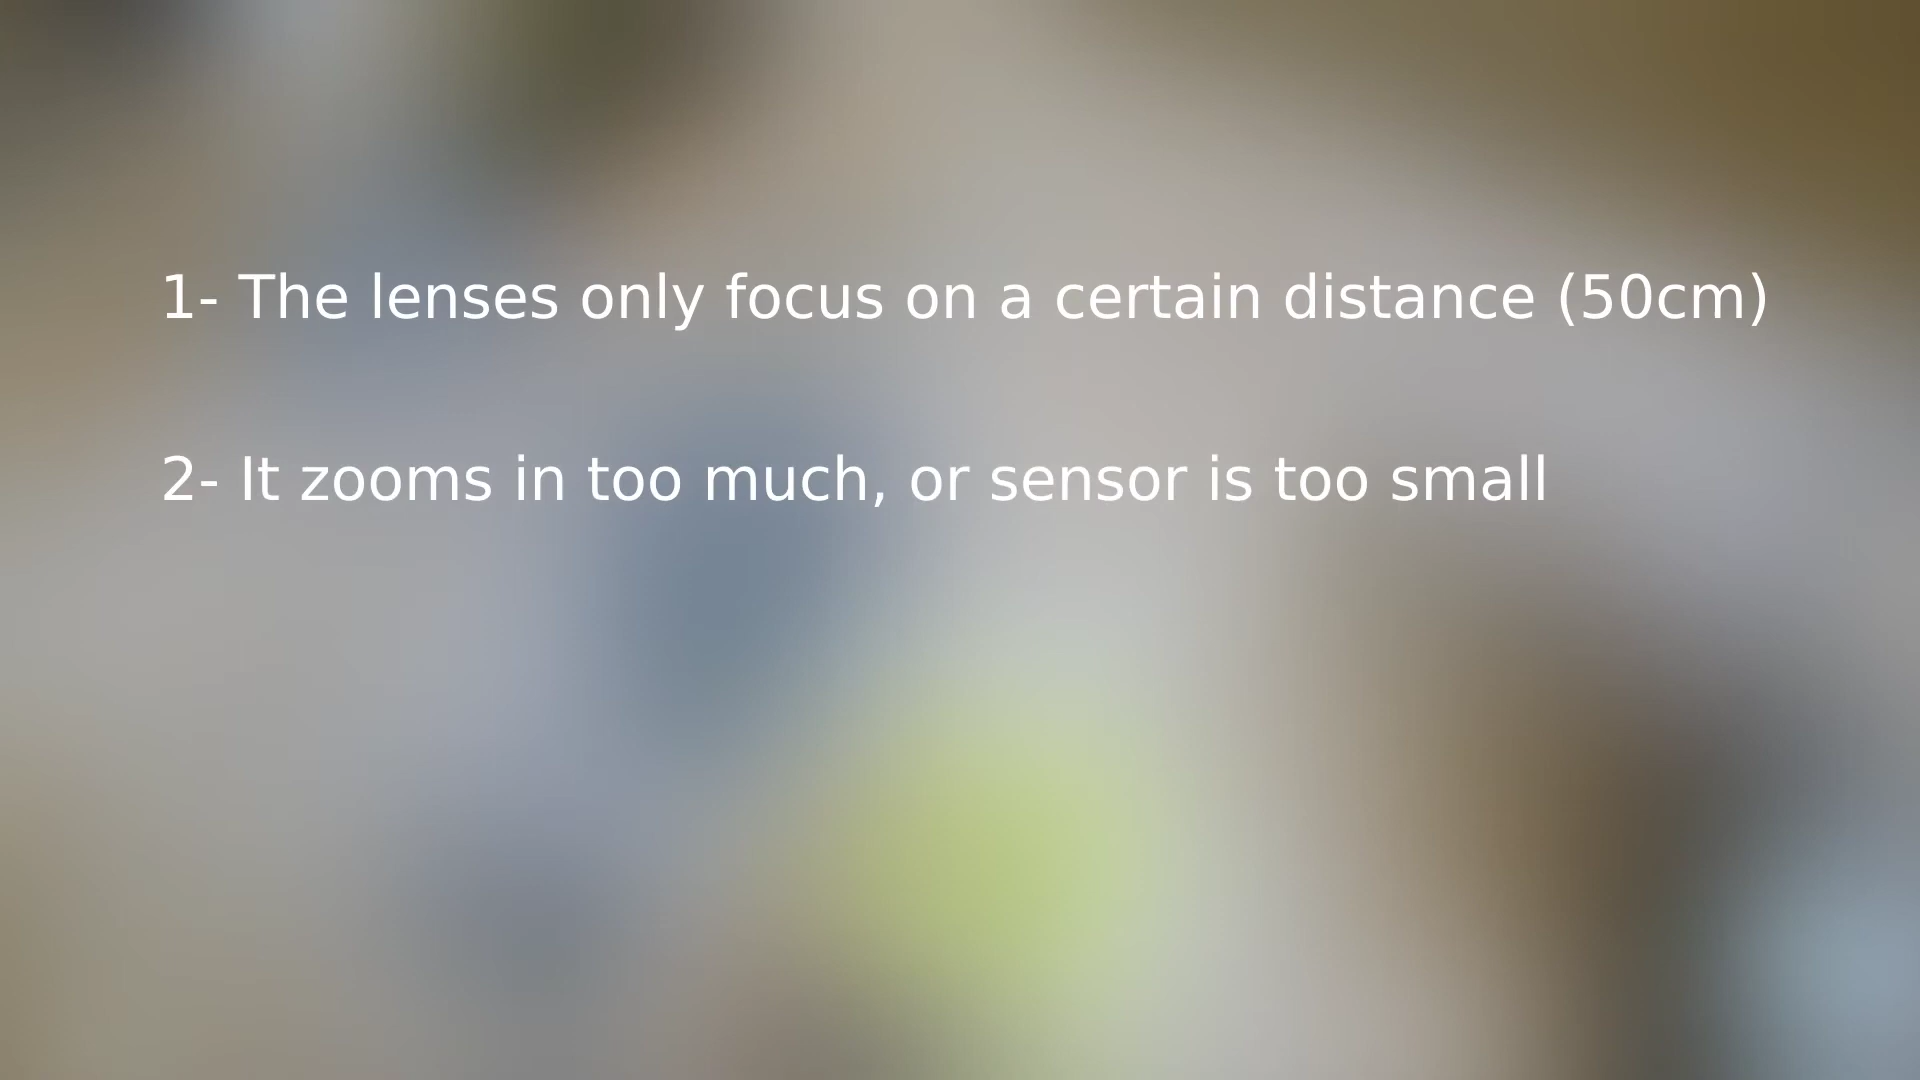 1- The lenses only focus on a certain distance (50cm)
2- It zooms in too much, or sensor is too small